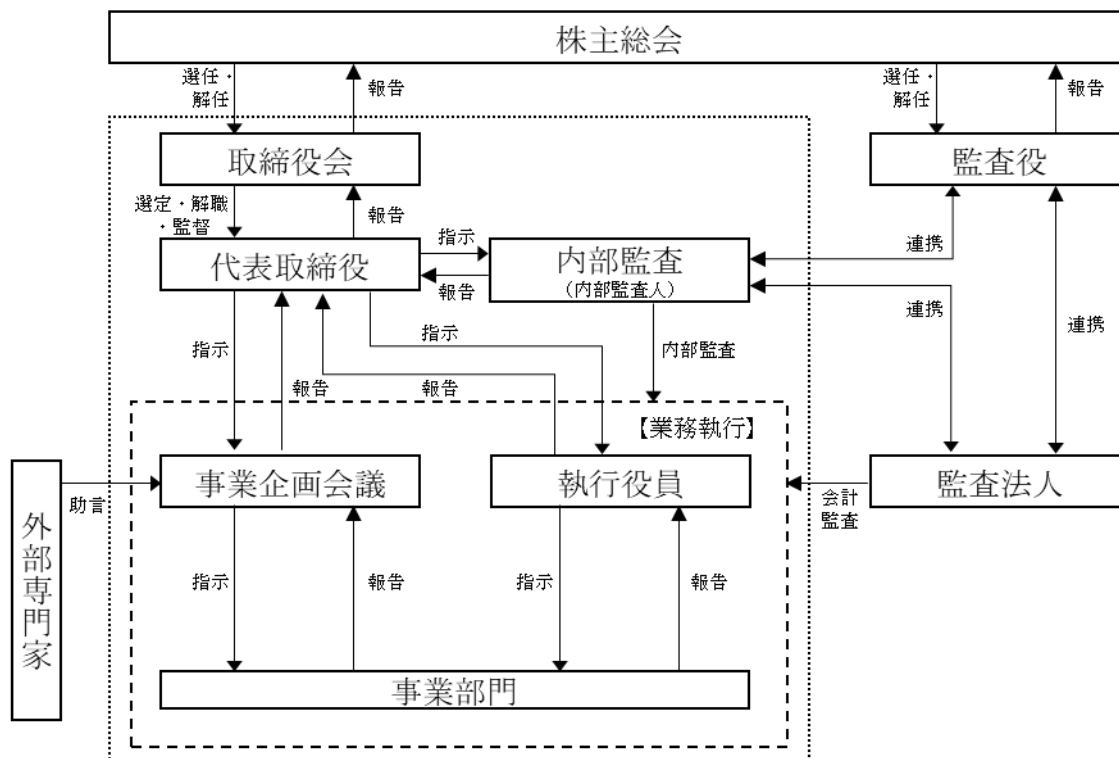 株主総会
選任・
解任
報告
選任・
解任
報告
取締役会
監査役
選定・解職
・監督
報告
代表取締役
指示
報告
内部監査
（内部監査人）
連携
連携
連携
指示
報告
指示
報告
内部監査
【業務執行】
外部専門家
助言
事業企画会議
執行役員
会計
監査
監査法人
指示
報告
指示
報告
事業部門